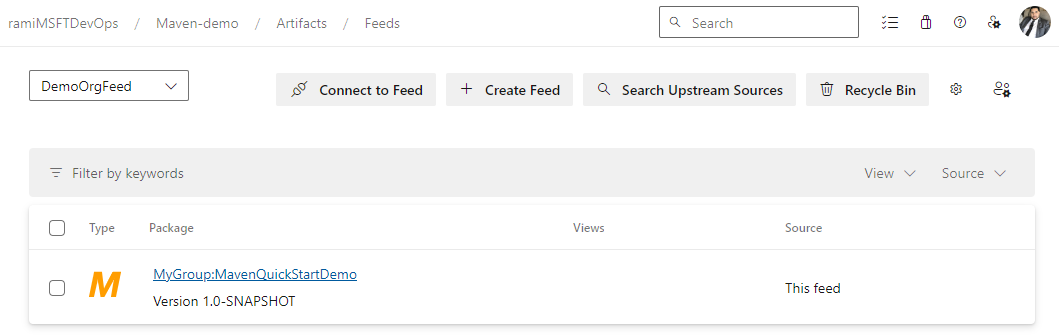 ramiMSFTDevOps / Maven-demo / Artifacts / Feeds Search
DemoOrgFeed Connect to Feed Create Feed Search Upstream Sources Recycle Bin
Filter by keywords View Source
Type Package Views Source
M MyGroup:MavenQuickStartDemo
Version 1.0-SNAPSHOT This feed